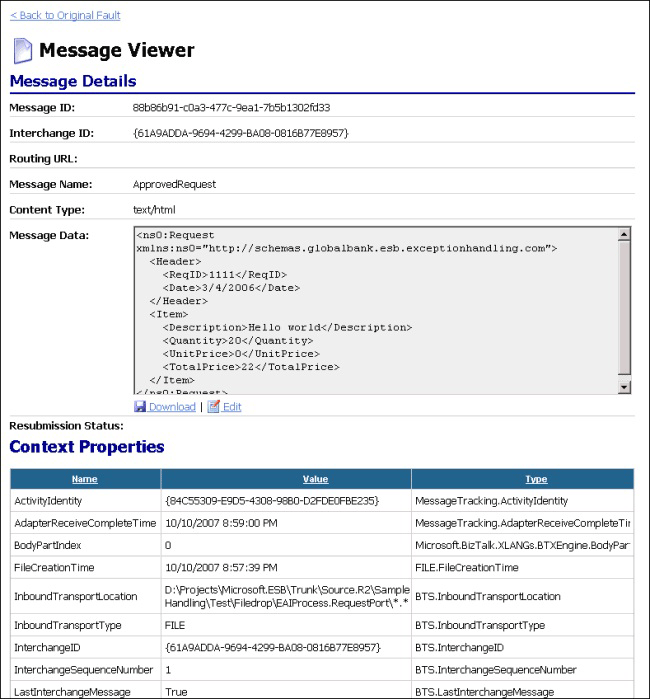 < Back to Original Fault
Message Viewer
Message Details
Message ID: 88b86b91-c0a3-477c-9ea1-7b5b1302fd33
Interchange ID: {61A9ADDA-9694-4299-BA08-0816B77E8957}
Routing URL:
Message Name: ApprovedRequest
Content Type: text/html
Message Data: <ns0:Request
xmlns:ns0="http://schemas.globalbank.esb.exceptionhandling.com">
<Header>
<ReqID>1111</ReqID>
<Date>3/4/2006</Date>
</Header>
<Item>
<Description>Hello world</Description>
<Quantity>20</Quantity>
<UnitPrice>0</UnitPrice>
<TotalPrice>22</TotalPrice>
</Item>
</ns0:Request>
Download | Edit
Resubmission Status:
Context Properties
Name Value Type
ActivityIdentity {84C55309-E9D5-4308-98B0-D2FDE0FBE235} MessageTracking.ActivityIdentity
AdapterReceiveCompleteTime 10/10/2007 8:59:00 PM MessageTracking.AdapterReceiveCompleteTir
BodyPartIndex 0 Microsoft.BizTalk.XLANGs.BTXEngine.BodyPar
FileCreationTime 10/10/2007 8:57:39 PM FILE.FileCreationTime
InboundTransportLocation D:\Projects\Microsoft.ESB\Trunk\Source.R2\Sample
Handling\Test\Filedrop\EAIProcess.RequestPort\*.* BTS.InboundTransportLocation
InboundTransportType FILE BTS.InboundTransportType
InterchangeID {61A9ADDA-9694-4299-BA08-0816B77E8957} BTS.InterchangeID
InterchangeSequenceNumber 1 BTS.InterchangeSequenceNumber
LastInterchangeMessage True BTS.LastInterchangeMessage